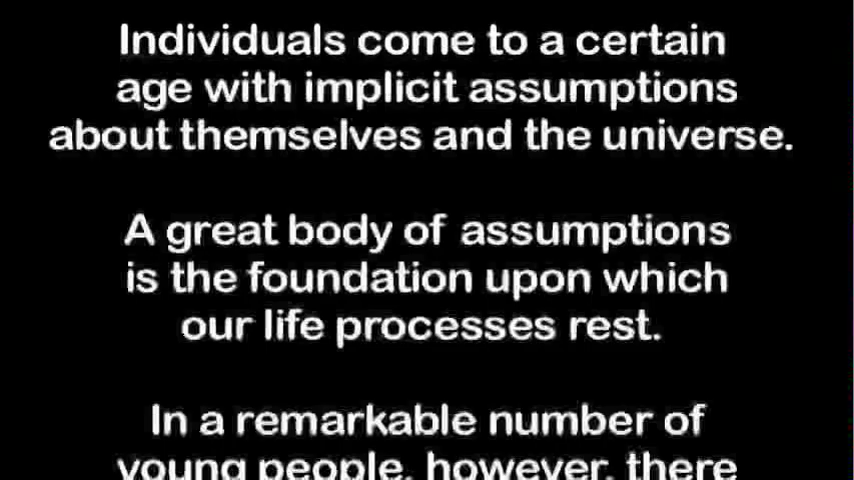 Individuals come to a certain
age with implicit assumptions
about themselves and the universe.
A great body of assumptions
is the foundation upon which
our life processes rest.
In a remarkable number of
young people, however, there